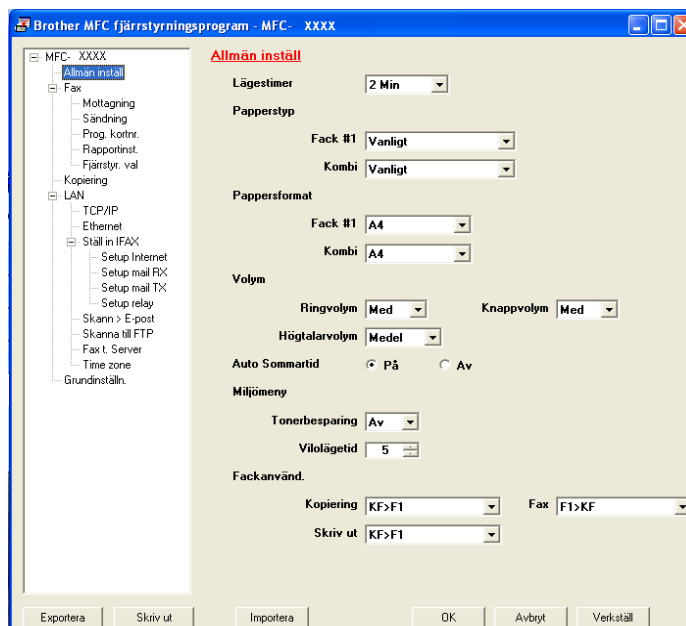 Brother MFC fjärrstyrningsprogram - MFC- XXXX
MFC- XXXX
Allmän inställ
Fax
Mottagning
Sändning
Prog. kortnr.
Rapportinst.
Fjärrstyr. val
Kopiering
LAN
TCP/IP
Ethernet
Ställ in IFAX
Setup Internet
Setup mail RX
Setup mail TX
Setup relay
Skann > E-post
Skanna till FTP
Fax t. Server
Time zone
Grundinställn.
Allmän inställ
Lägestimer 2 Min
Papperstyp
Fack #1 Vanligt
Kombi Vanligt
Pappersformat
Fack #1 A4
Kombi A4
Volym
Ringvolym Med Knappvolym Med
Högtalarvolym Medel
Auto Sommartid På Av
Miljömeny
Tonerbesparing Av
Vilolägetid 5
Fackanvänd.
Kopiering KF>F1 Fax F1>KF
Skriv ut KF>F1
Exportera Skriv ut Importera OK Avbryt Verkställ